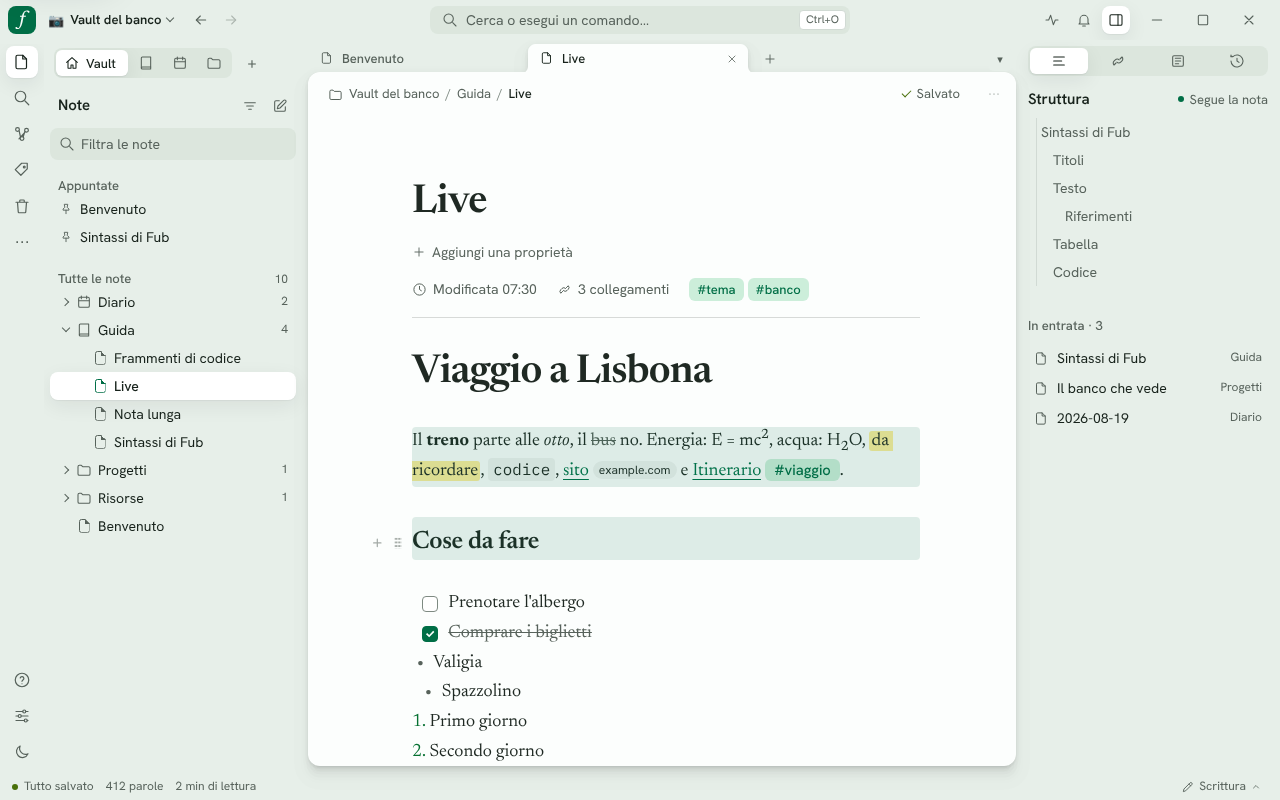 f
Vault del banco
Cerca o esegui un comando…
Ctrl+O
Vault
Note
Filtra le note
Appuntate
Benvenuto
Sintassi di Fub
Tutte le note 10
Diario 2
Guida 4
Frammenti di codice
Live
Nota lunga
Sintassi di Fub
Progetti 1
Risorse 1
Benvenuto
Benvenuto
Live
Vault del banco / Guida / Live
Salvato
Live
Aggiungi una proprietà
Modificata 07:30 3 collegamenti #tema #banco
Viaggio a Lisbona
Il treno parte alle otto, il bus no. Energia: E = mc², acqua: H₂O, da
ricordare, codice, sito example.com e Itinerario #viaggio.
Cose da fare
Prenotare l'albergo
Comprare i biglietti
• Valigia
• Spazzolino
1. Primo giorno
2. Secondo giorno
Struttura
Segue la nota
Sintassi di Fub
Titoli
Testo
Riferimenti
Tabella
Codice
In entrata · 3
Sintassi di Fub Guida
Il banco che vede Progetti
2026-08-19 Diario
Tutto salvato 412 parole 2 min di lettura
Scrittura